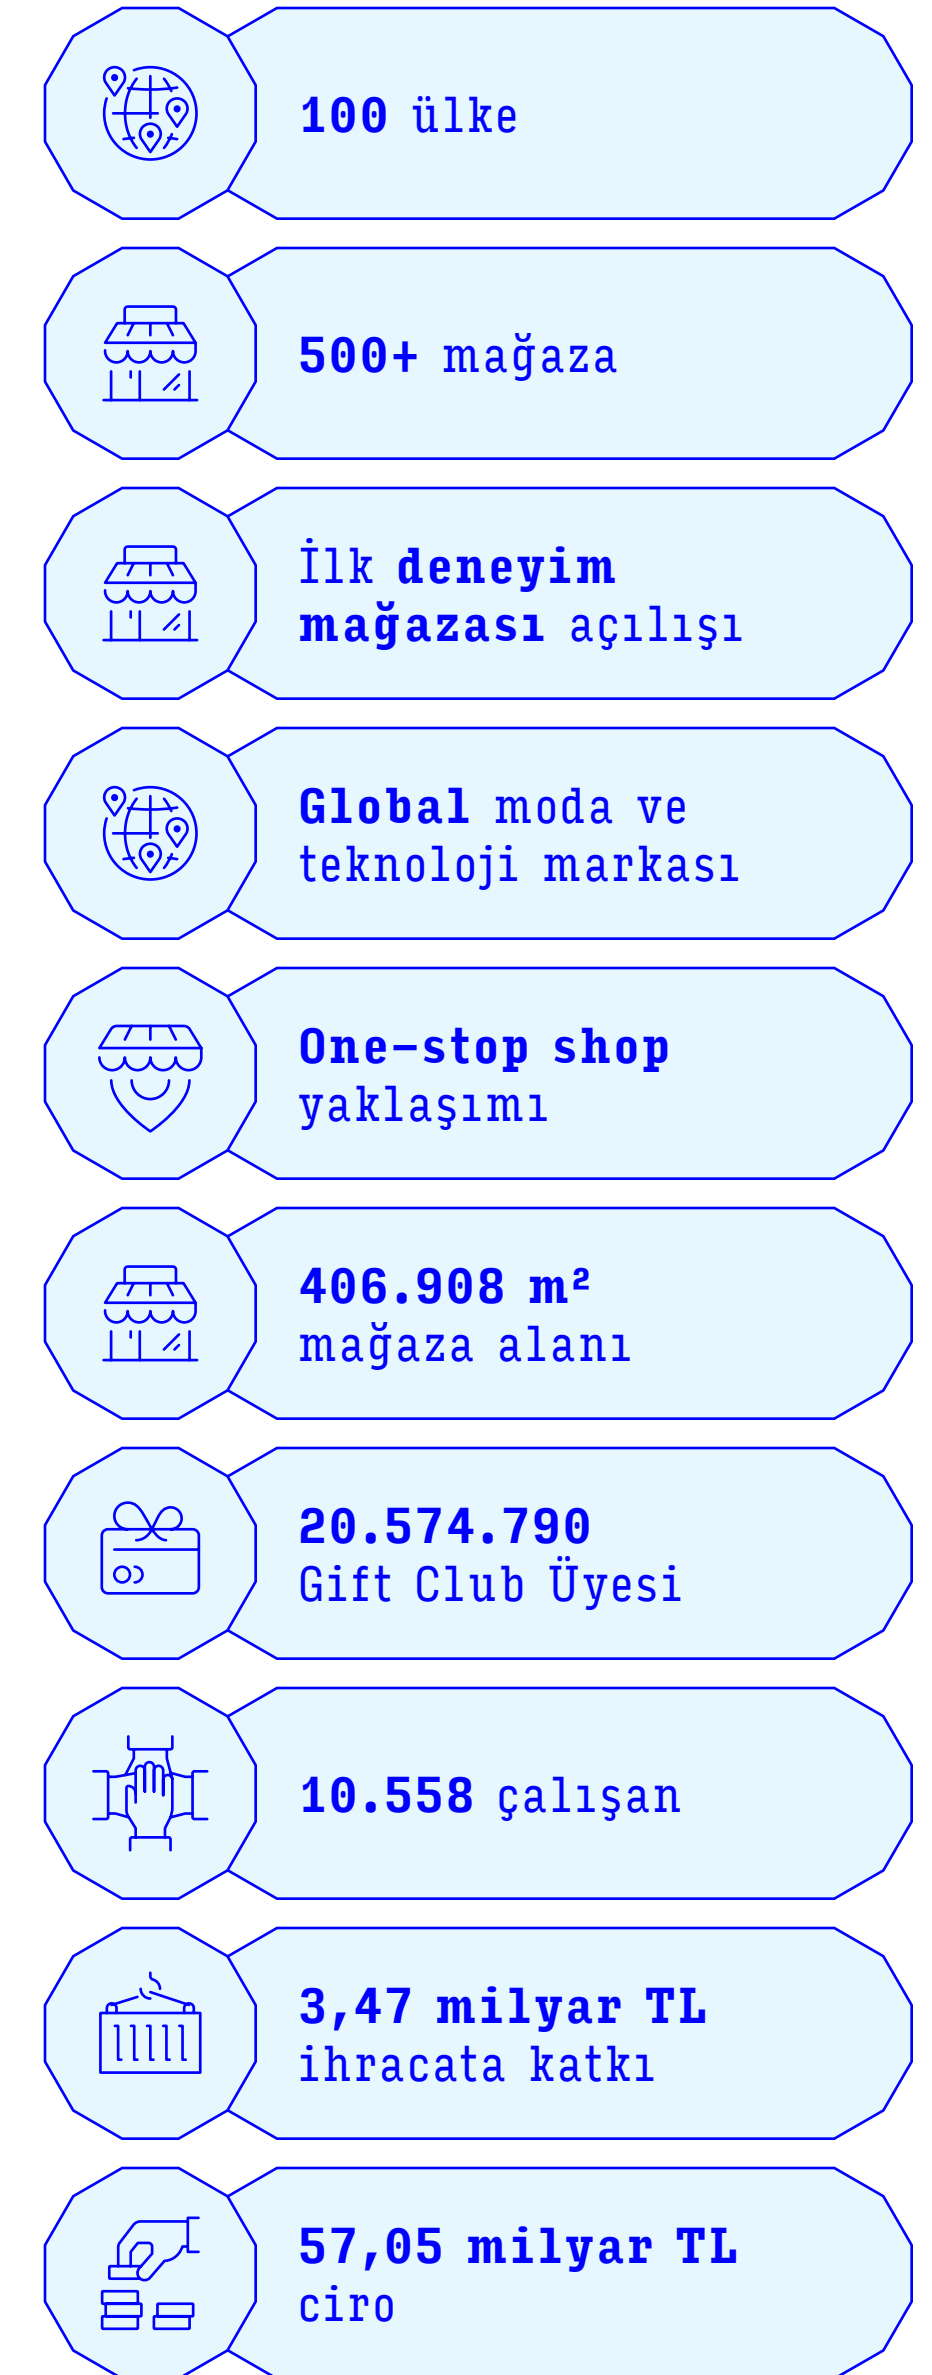 100 ülke
500+ mağaza
İlk deneyim
mağazası açılışı
Global moda ve
teknoloji markası
One-stop shop
yaklaşımı
406.908 m²
mağaza alanı
20.574.790
Gift Club Üyesi
10.558 çalışan
3,47 milyar TL
ihracata katkı
57,05 milyar TL
ciro